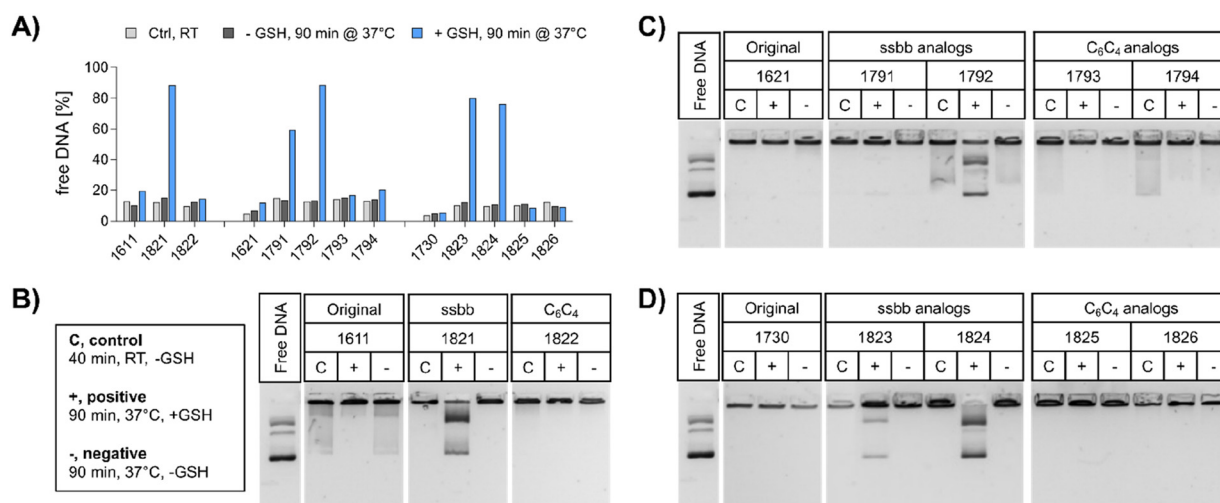 A)
Ctrl, RT - GSH, 90 min @ 37°C + GSH, 90 min @ 37°C
free DNA [%]
100
80
60
40
20
0
1611 1821 1822 1621 1791 1792 1793 1794 1730 1823 1824 1825 1826
B)
C, control
40 min, RT, -GSH
+, positive
90 min, 37°C, +GSH
-, negative
90 min, 37°C, -GSH
Free DNA
Original ssbb C₆C₄
1611 1821 1822
C + - C + - C + -
C)
Free DNA
Original ssbb analogs C₆C₄ analogs
1621 1791 1792 1793 1794
C + - C + - C + - C + - C + -
D)
Free DNA
Original ssbb analogs C₆C₄ analogs
1730 1823 1824 1825 1826
C + - C + - C + - C + - C + -